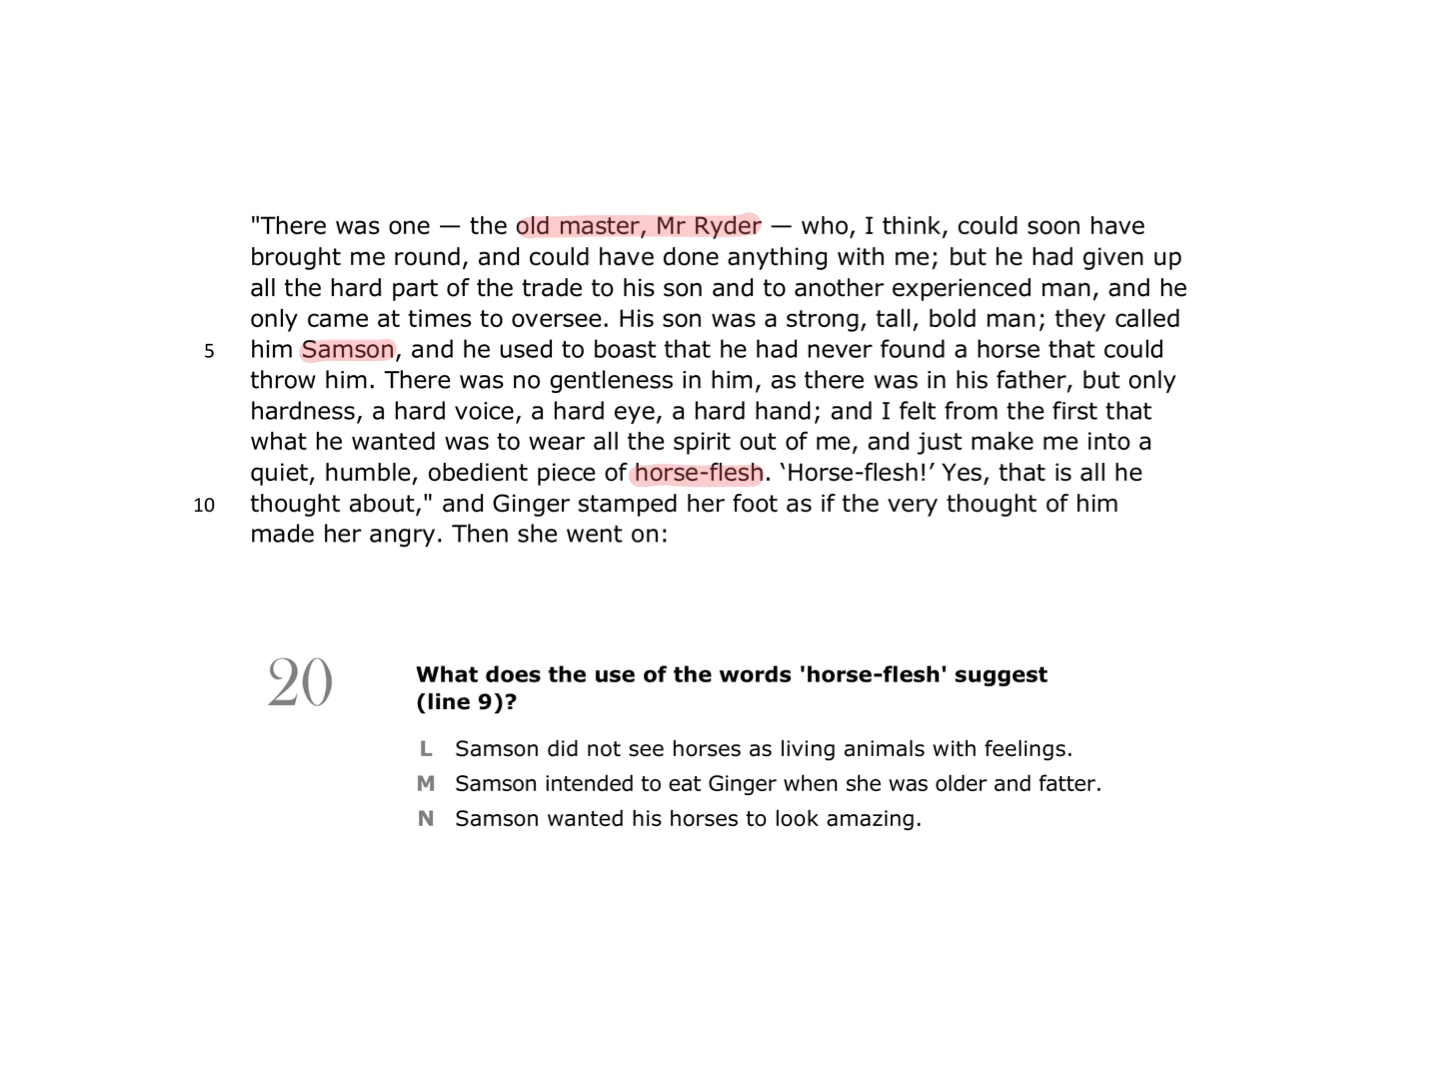 "There was one — the old master, Mr Ryder — who, I think, could soon have
brought me round, and could have done anything with me; but he had given up
all the hard part of the trade to his son and to another experienced man, and he
only came at times to oversee. His son was a strong, tall, bold man; they called
5 him Samson, and he used to boast that he had never found a horse that could
throw him. There was no gentleness in him, as there was in his father, but only
hardness, a hard voice, a hard eye, a hard hand; and I felt from the first that
what he wanted was to wear all the spirit out of me, and just make me into a
quiet, humble, obedient piece of horse-flesh. ‘Horse-flesh!’ Yes, that is all he
10 thought about," and Ginger stamped her foot as if the very thought of him
made her angry. Then she went on:
20 What does the use of the words 'horse-flesh' suggest
(line 9)?
L Samson did not see horses as living animals with feelings.
M Samson intended to eat Ginger when she was older and fatter.
N Samson wanted his horses to look amazing.